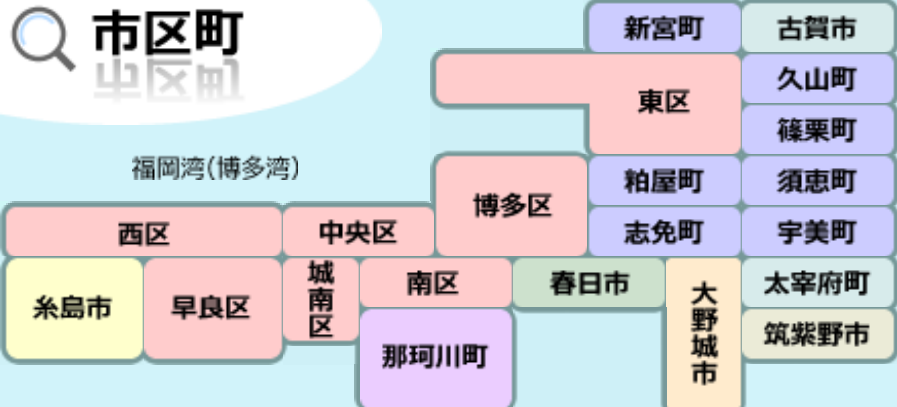 市区町
新宮町
古賀市
東区
久山町
篠栗町
福岡湾(博多湾)
博多区
粕屋町
須恵町
西区
中央区
志免町
宇美町
糸島市
早良区
城南区
南区
春日市
大野城市
太宰府町
筑紫野市
那珂川町